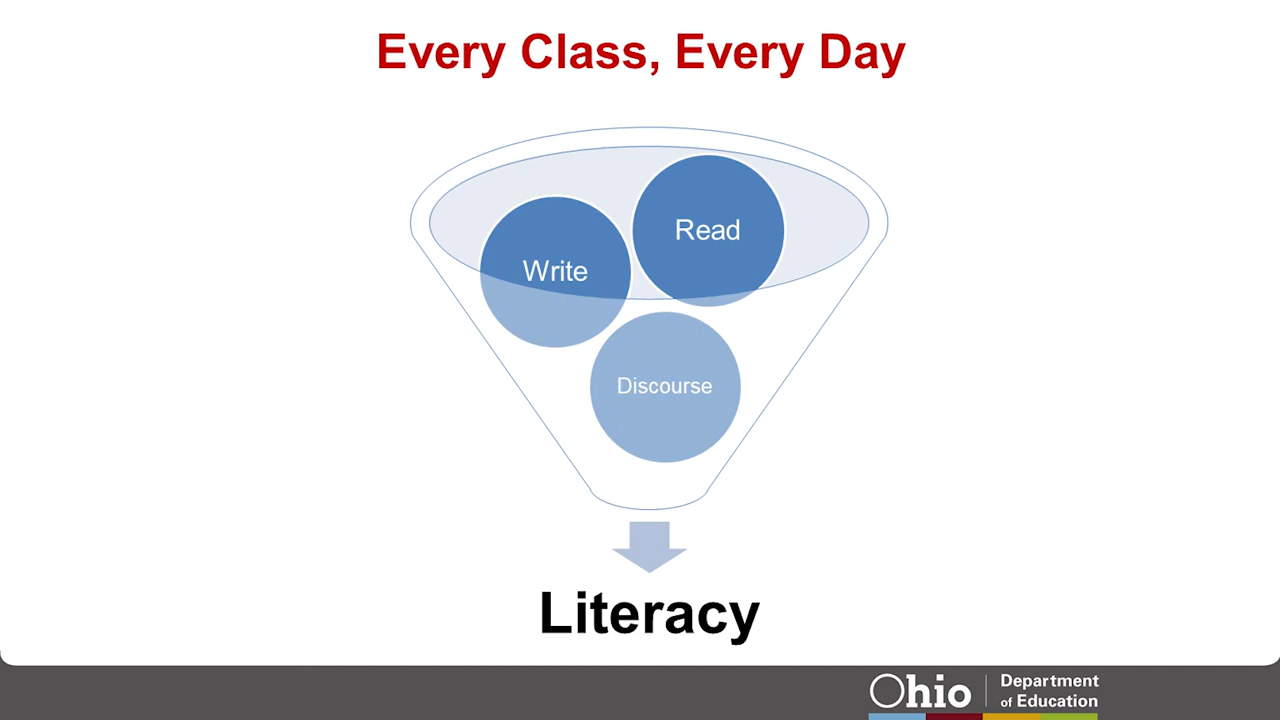 Every Class, Every Day
Read
Write
Discourse
Literacy
Ohio
Department
of Education